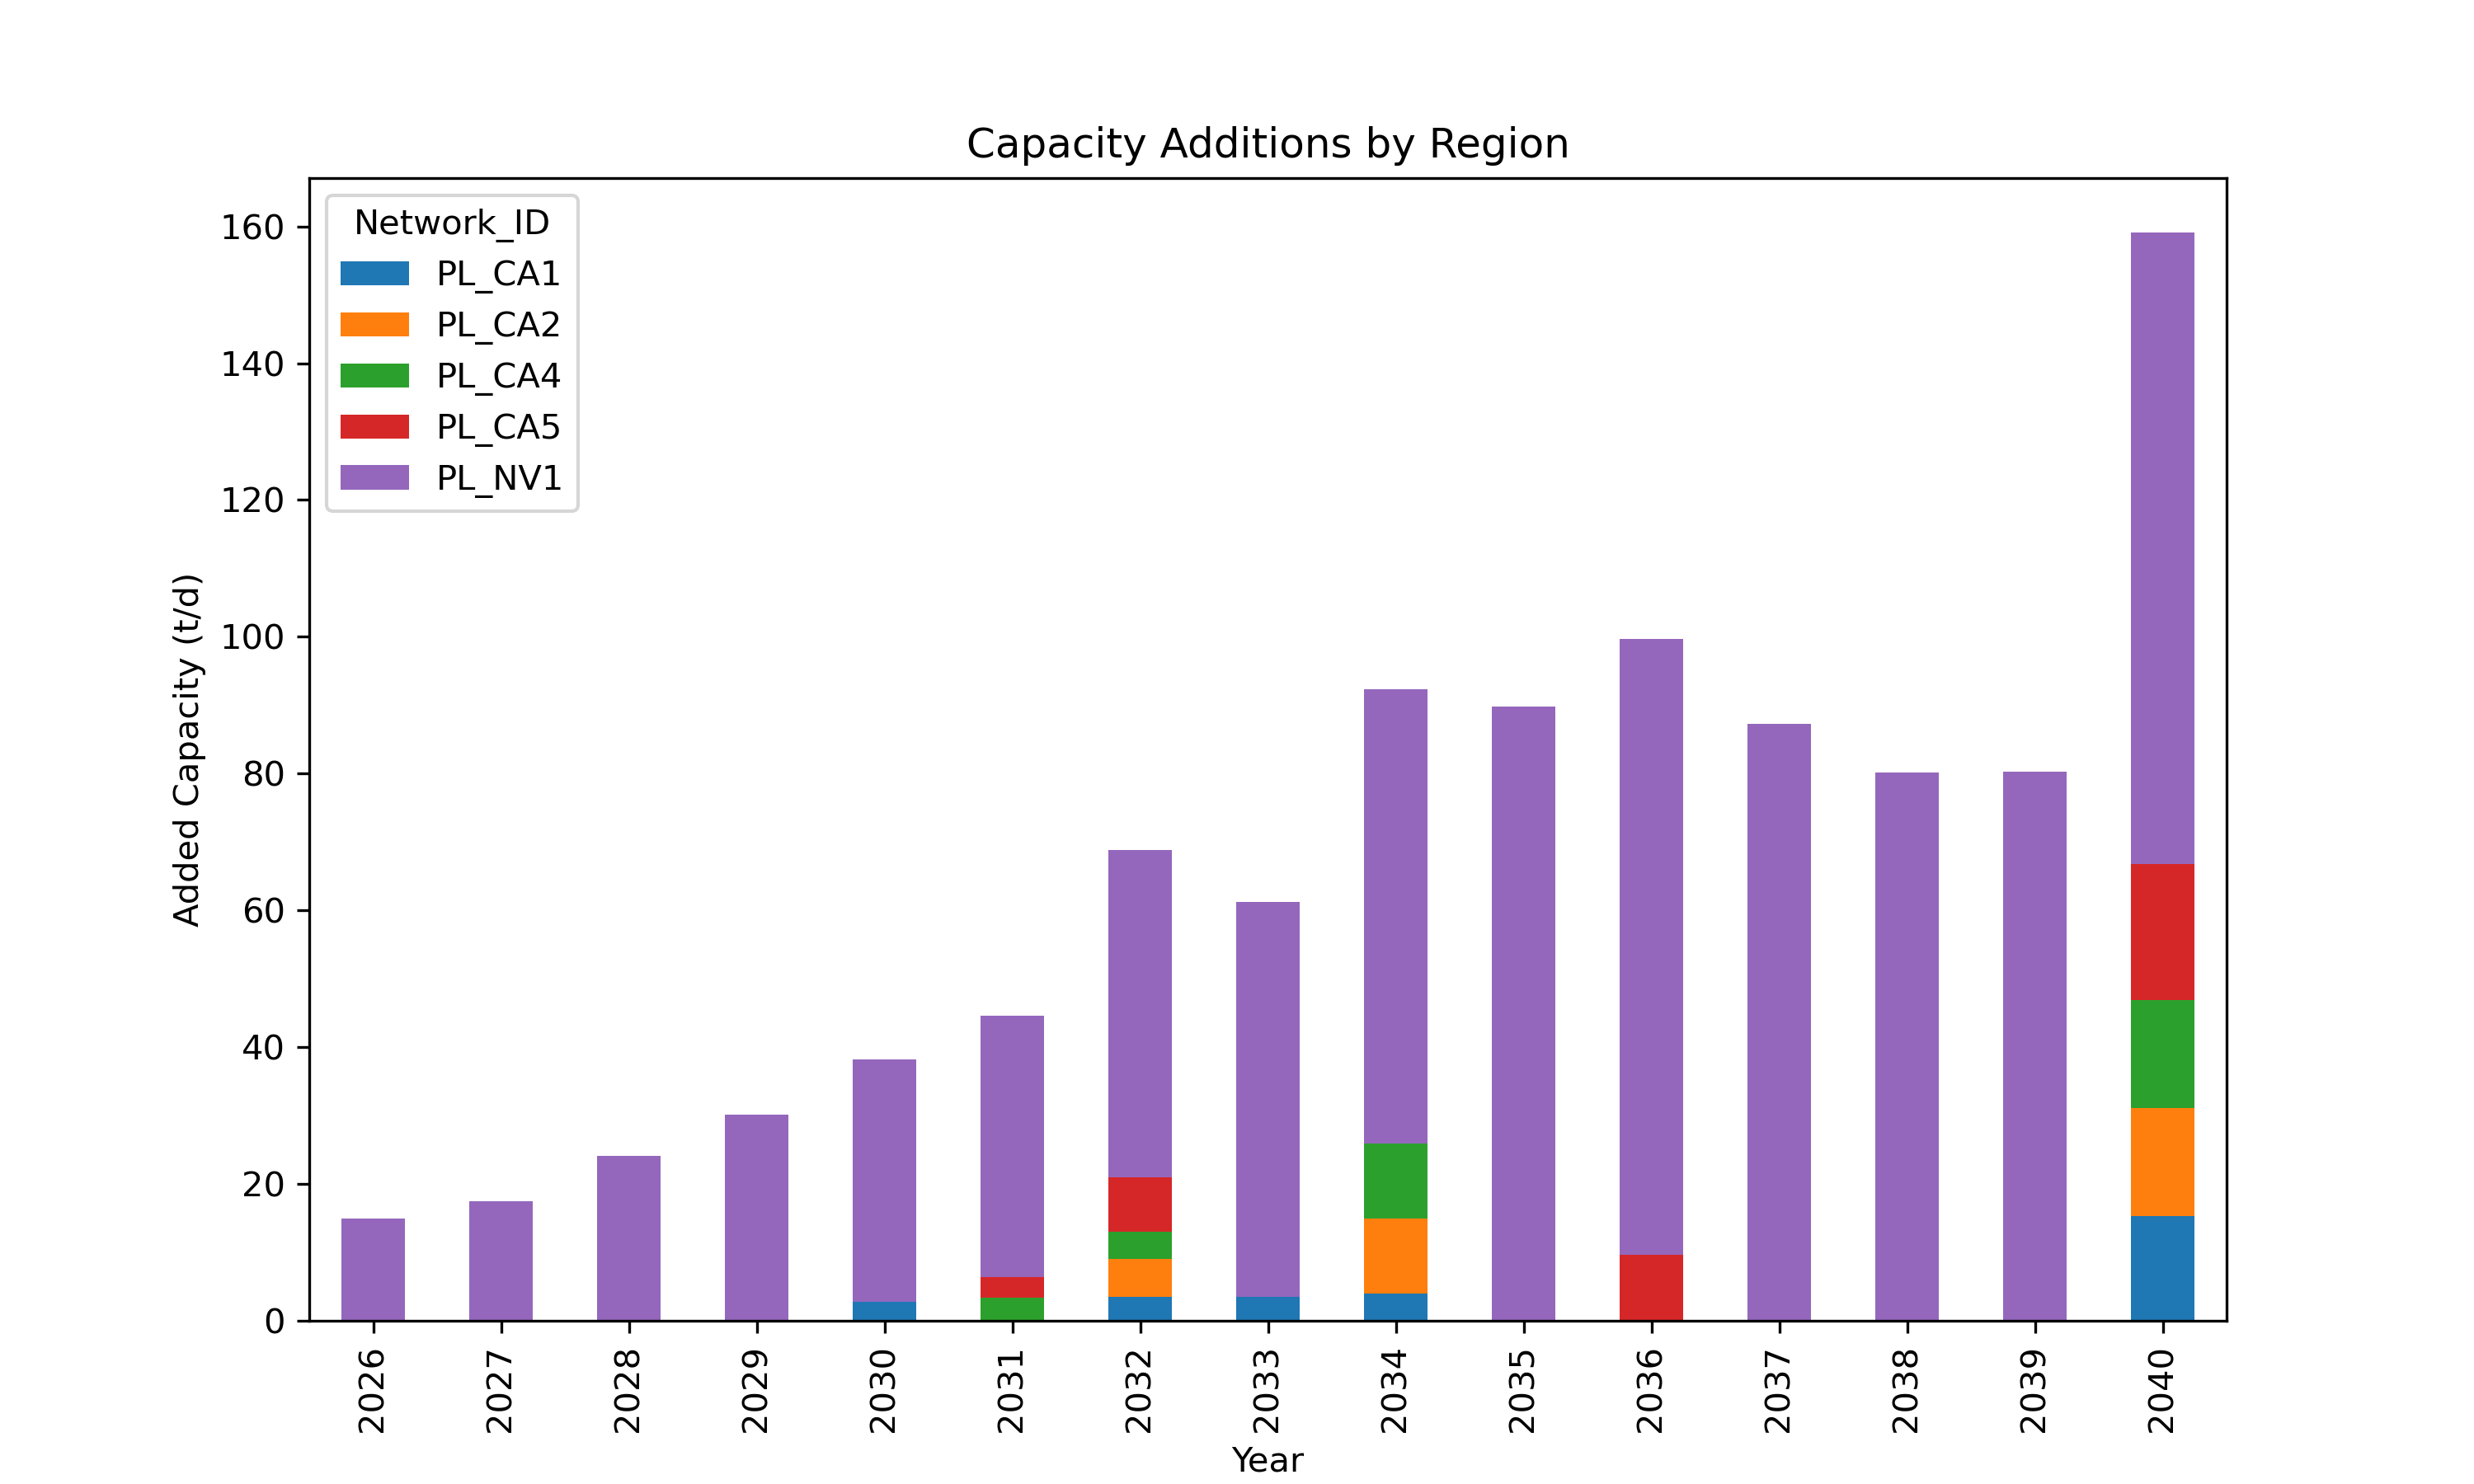 Capacity Additions by Region
Network_ID
PL_CA1
PL_CA2
PL_CA4
PL_CA5
PL_NV1
Added Capacity (t/d)
160
140
120
100
80
60
40
20
0
2026
2027
2028
2029
2030
2031
2032
2033
2034
2035
2036
2037
2038
2039
2040
Year